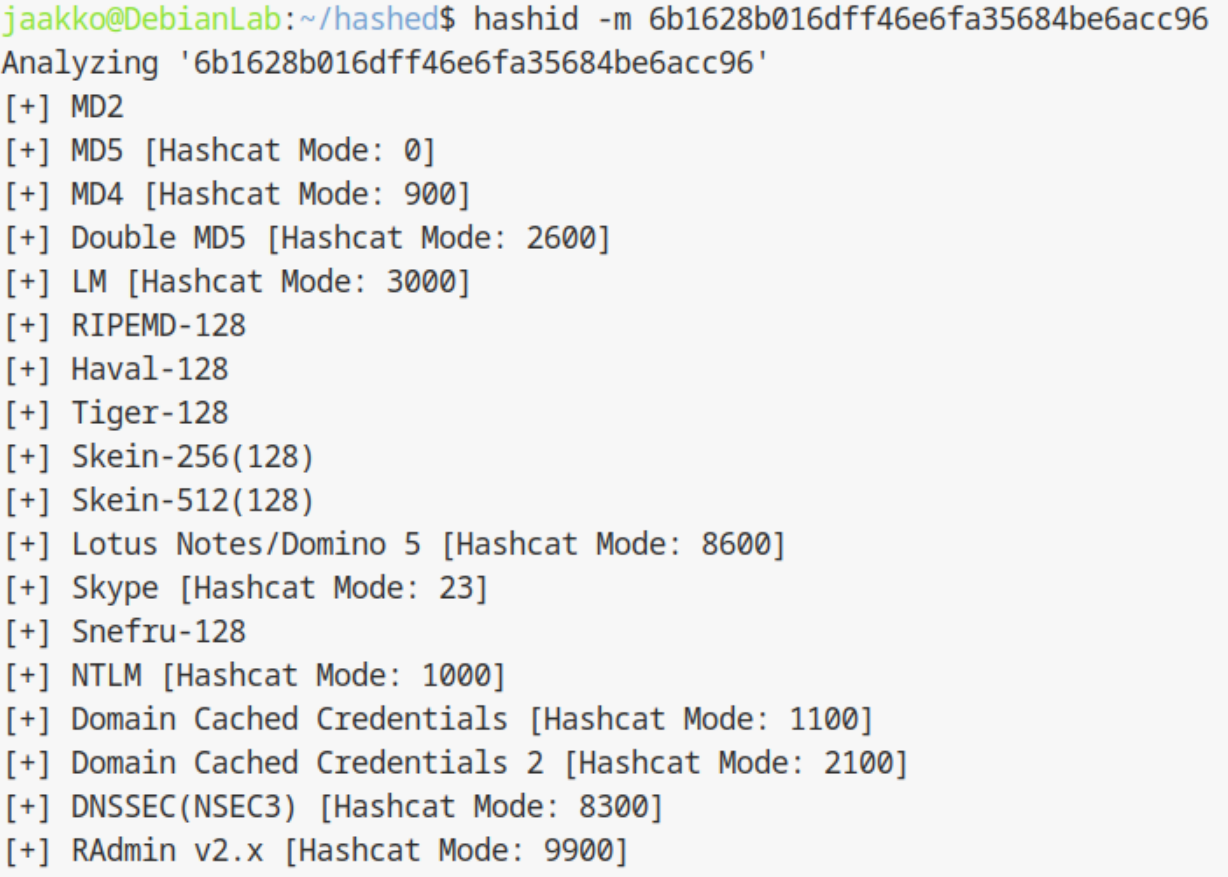 jaakko@DebianLab:~/hashed$ hashid -m 6b1628b016dff46e6fa35684be6acc96
Analyzing '6b1628b016dff46e6fa35684be6acc96'
[+] MD2
[+] MD5 [Hashcat Mode: 0]
[+] MD4 [Hashcat Mode: 900]
[+] Double MD5 [Hashcat Mode: 2600]
[+] LM [Hashcat Mode: 3000]
[+] RIPEMD-128
[+] Haval-128
[+] Tiger-128
[+] Skein-256(128)
[+] Skein-512(128)
[+] Lotus Notes/Domino 5 [Hashcat Mode: 8600]
[+] Skype [Hashcat Mode: 23]
[+] Snefru-128
[+] NTLM [Hashcat Mode: 1000]
[+] Domain Cached Credentials [Hashcat Mode: 1100]
[+] Domain Cached Credentials 2 [Hashcat Mode: 2100]
[+] DNSSEC(NSEC3) [Hashcat Mode: 8300]
[+] RAdmin v2.x [Hashcat Mode: 9900]